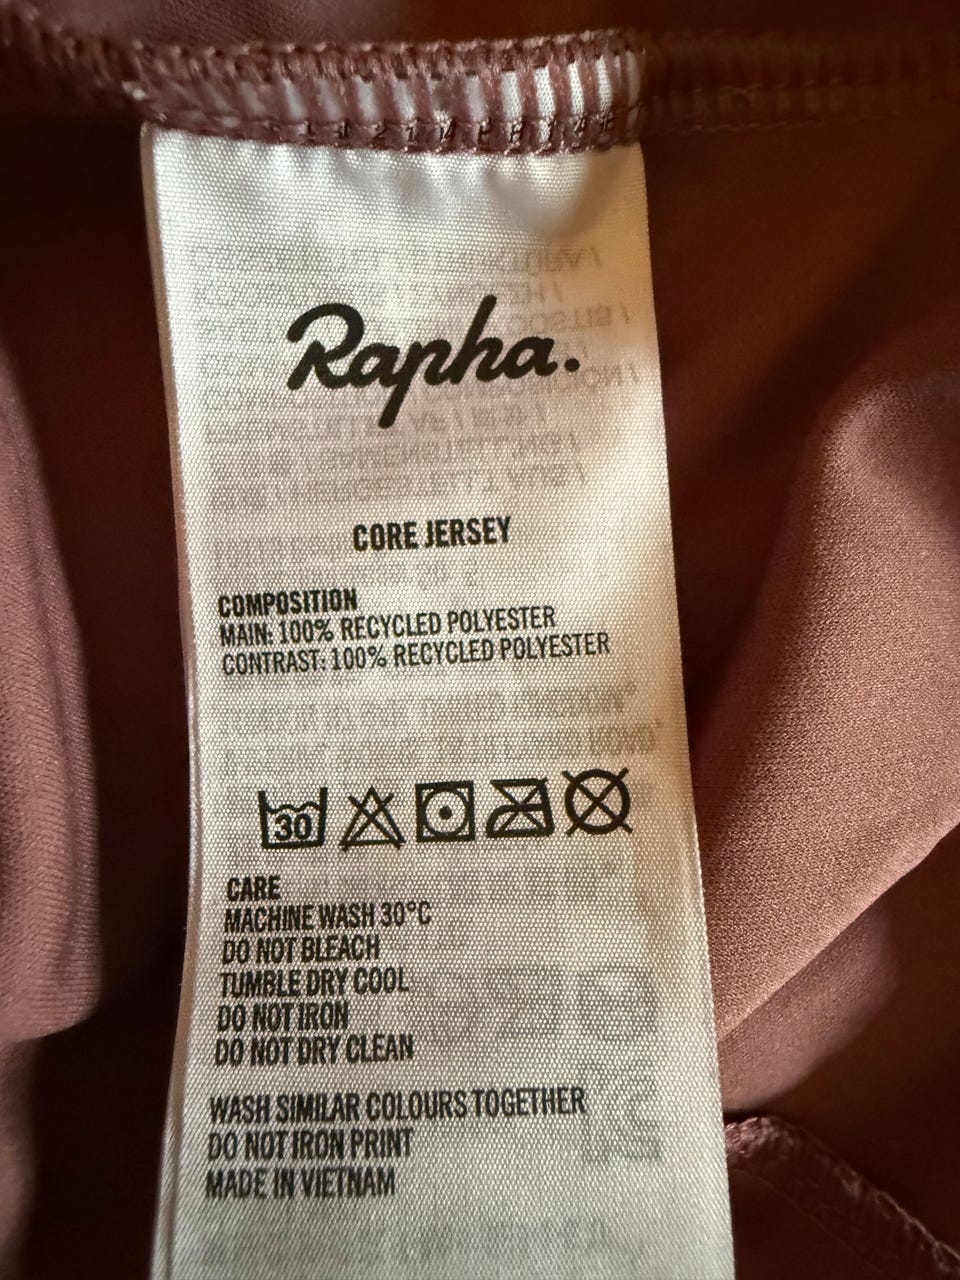 Rapha.
CORE JERSEY
COMPOSITION
MAIN: 100% RECYCLED POLYESTER
CONTRAST: 100% RECYCLED POLYESTER
30
CARE
MACHINE WASH 30°C
DO NOT BLEACH
TUMBLE DRY COOL
DO NOT IRON
DO NOT DRY CLEAN
WASH SIMILAR COLOURS TOGETHER
DO NOT IRON PRINT
MADE IN VIETNAM